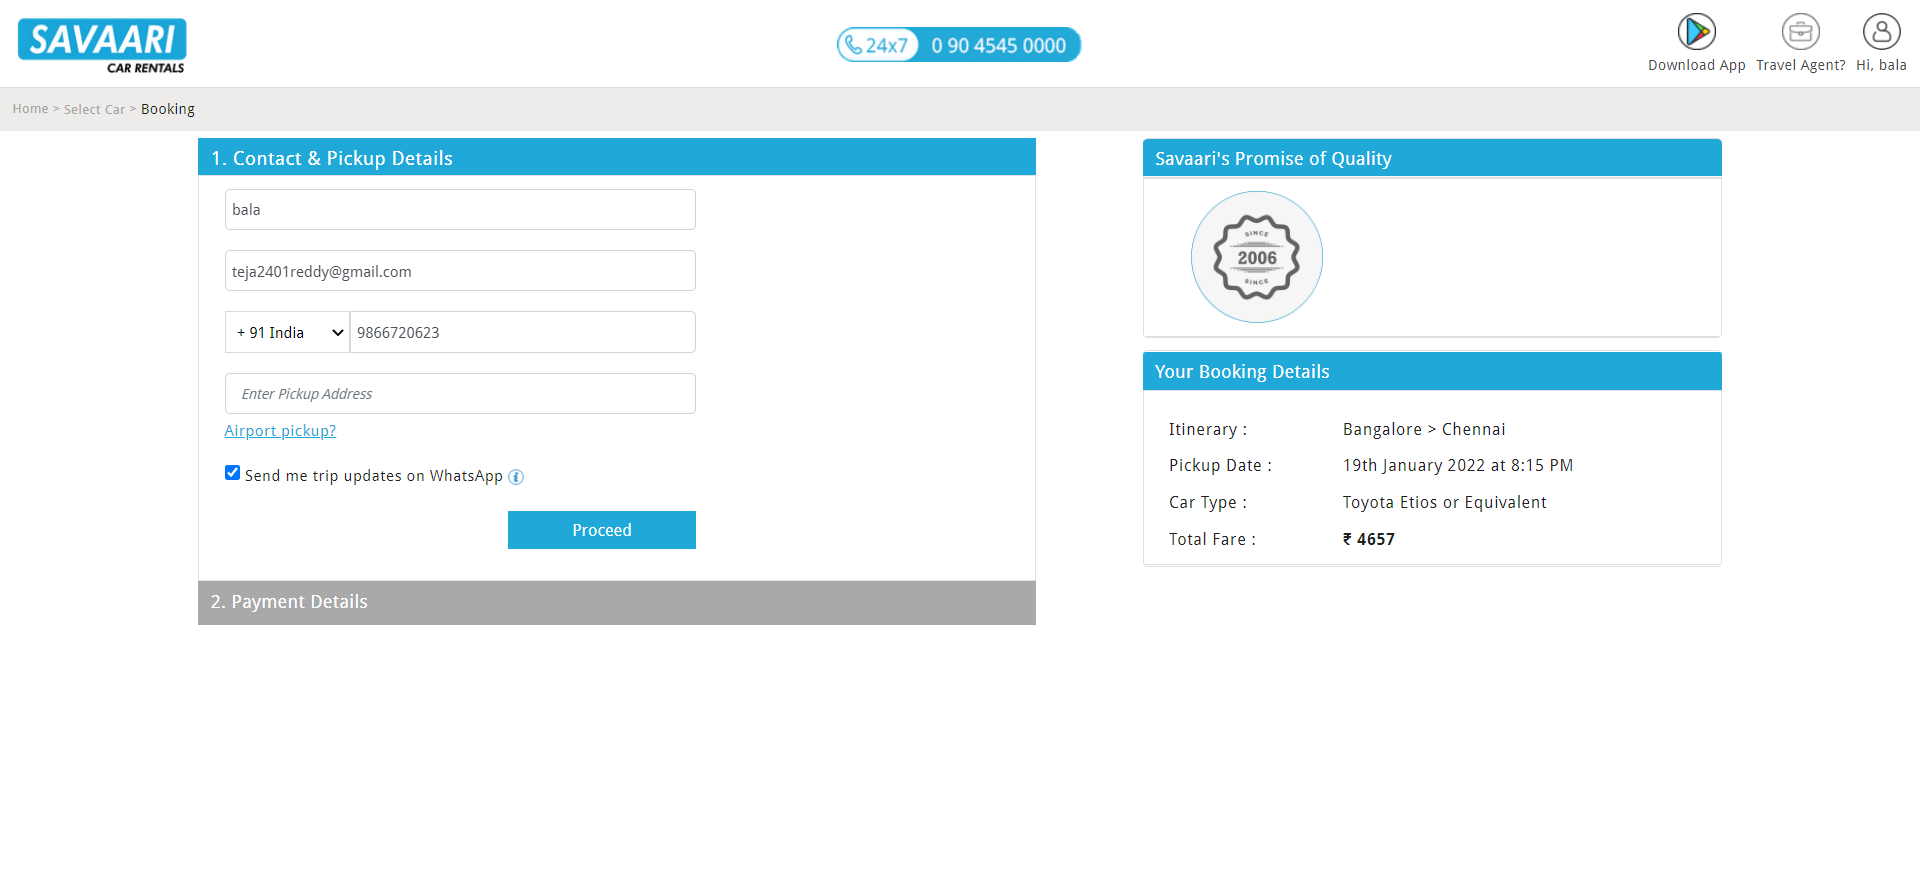 SAVAARI
CAR RENTALS
24x7 0 90 4545 0000
Download App
Travel Agent?
Hi, bala
Home > Select Car > Booking
1. Contact & Pickup Details
bala
teja2401reddy@gmail.com
+ 91 India 9866720623
Enter Pickup Address
Airport pickup?
Send me trip updates on WhatsApp i
Proceed
2. Payment Details
Savaari's Promise of Quality
SINCE
2006
SINCE
Your Booking Details
Itinerary : Bangalore > Chennai
Pickup Date : 19th January 2022 at 8:15 PM
Car Type : Toyota Etios or Equivalent
Total Fare : ₹ 4657